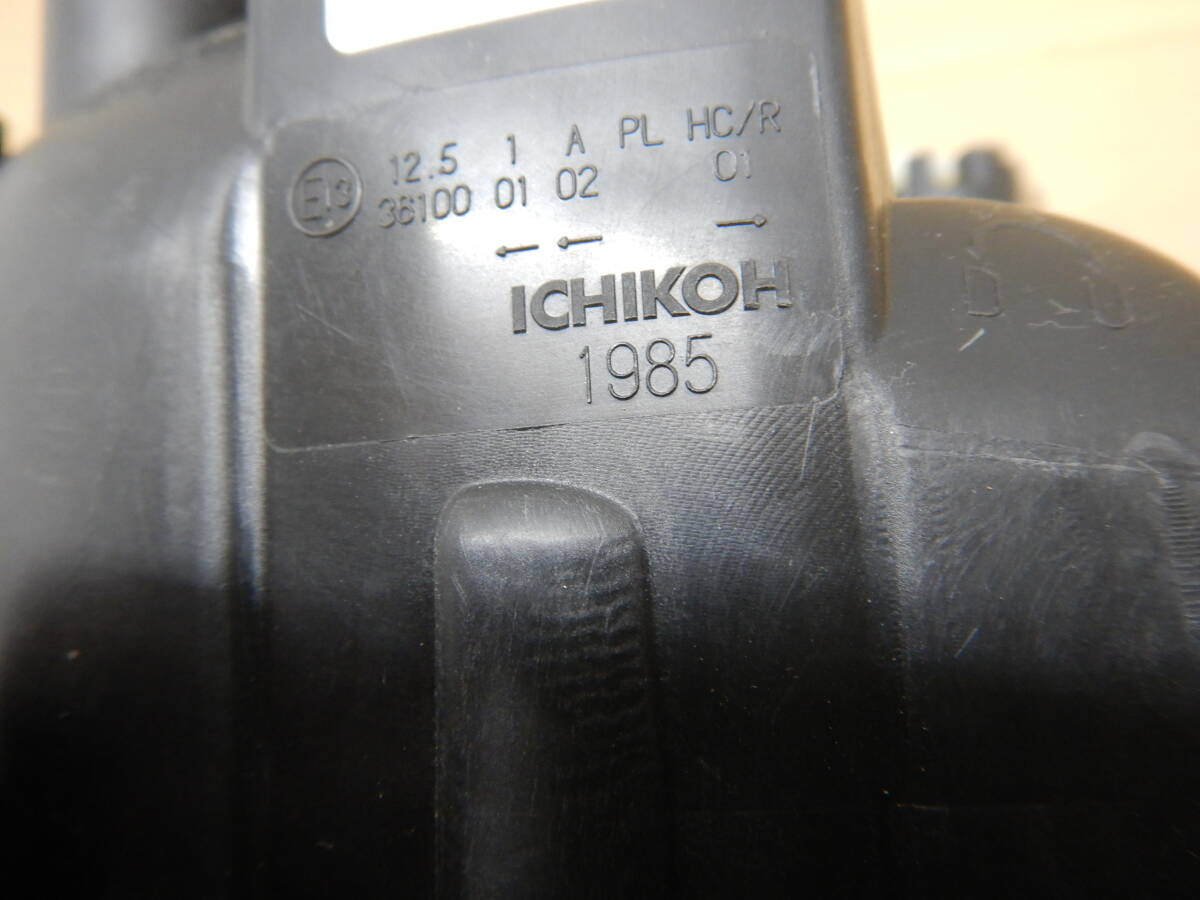 E13 12.5 1 A PL HC/R
36100 01 02 01
← ← →
ICHIKOH
1985